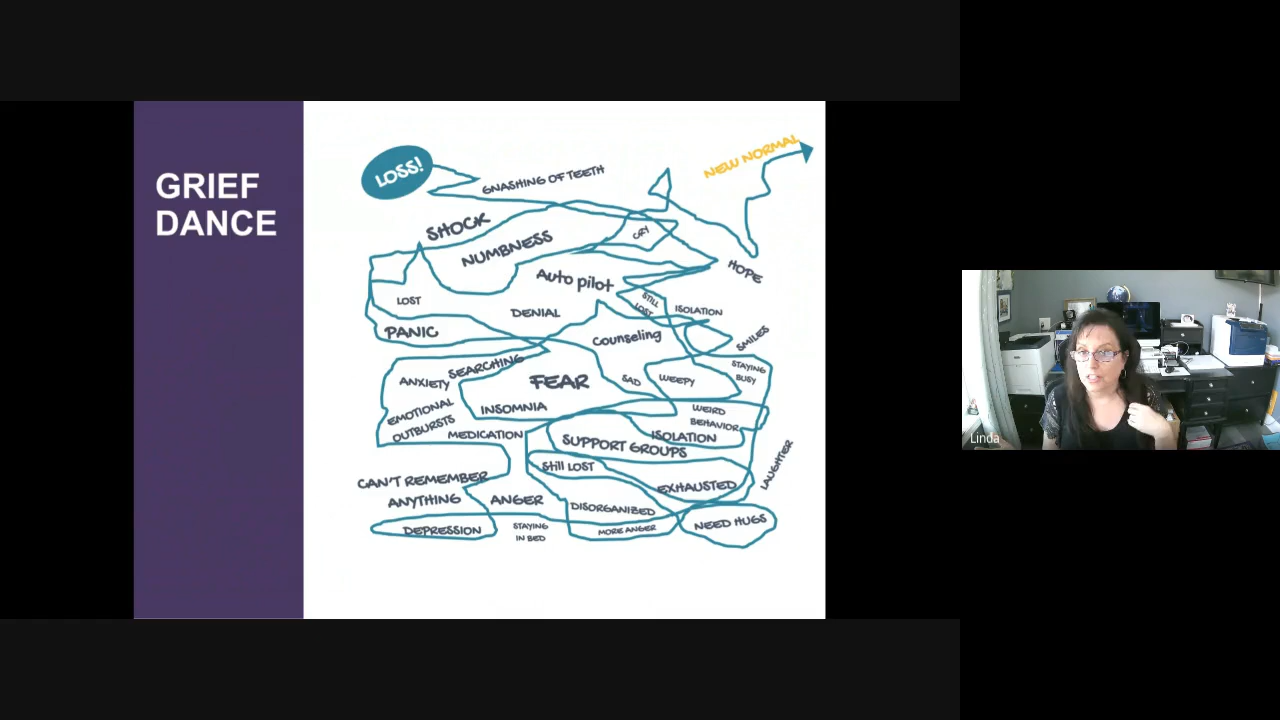 GRIEF
DANCE
LOSS!
GNASHING OF TEETH
NEW NORMAL
SHOCK
CRY
NUMBNESS
HOPE
Auto pilot
LOST
STILL
LOST
ISOLATION
DENIAL
PANIC
Counseling
SMILES
SEARCHING
ANXIETY
FEAR
SAD
WEEPY
STAYING
BUSY
EMOTIONAL
OUTBURSTS
INSOMNIA
WEIRD
BEHAVIOR
MEDICATION
ISOLATION
SUPPORT GROUPS
Still LOST
LAUGHTER
CAN'T REMEMBER
ANYTHING
EXHAUSTED
ANGER
DISORGANIZED
DEPRESSION
STAYING
IN BED
MORE ANGER
NEED HUGS
Linda